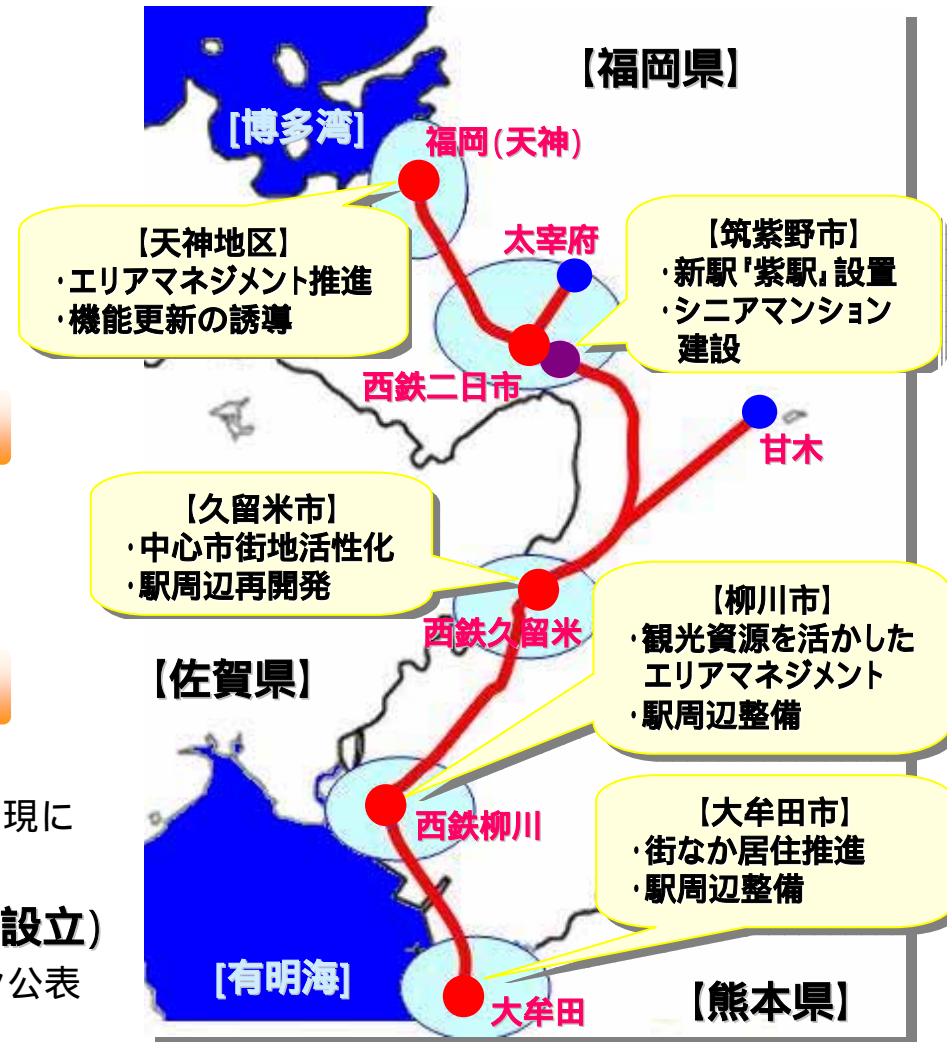 【福岡県】
[博多湾]
福岡(天神)
【天神地区】
・エリアマネジメント推進
・機能更新の誘導
太宰府
【筑紫野市】
・新駅『紫駅』設置
・シニアマンション
建設
西鉄二日市
甘木
【久留米市】
・中心市街地活性化
・駅周辺再開発
西鉄久留米
【柳川市】
・観光資源を活かした
エリアマネジメント
・駅周辺整備
【佐賀県】
現に
西鉄柳川
【大牟田市】
・街なか居住推進
・駅周辺整備
設立)
公表
[有明海]
大牟田
【熊本県】